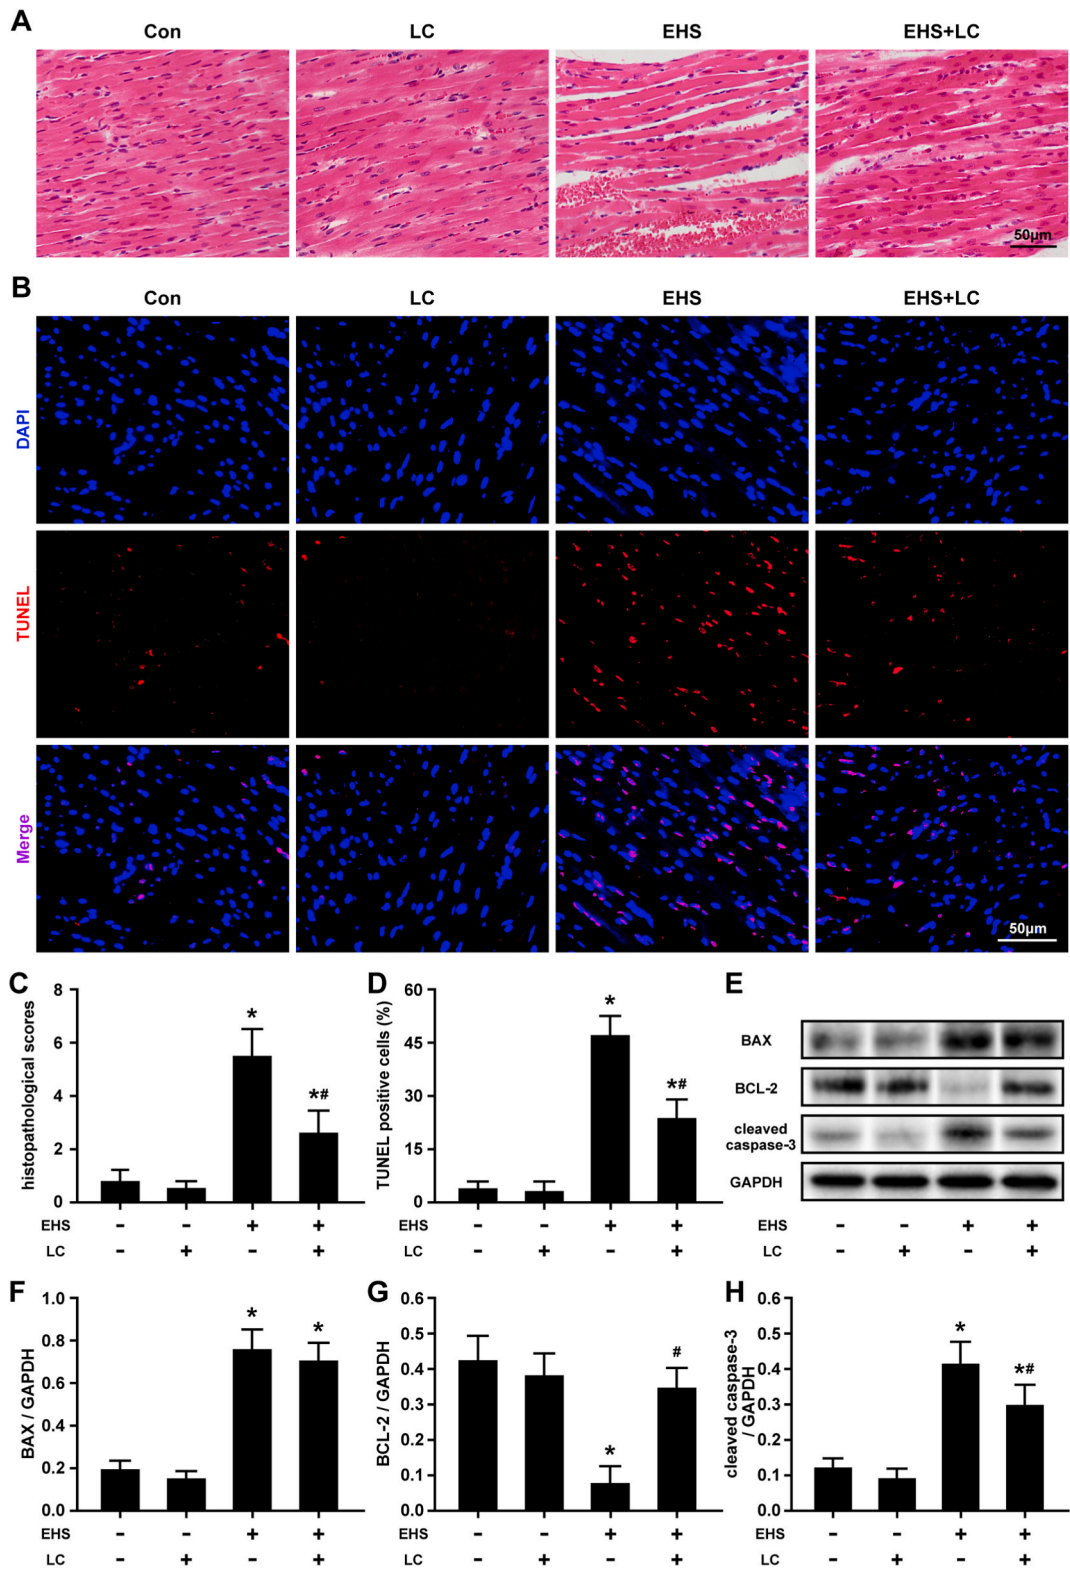 A
Con LC EHS EHS+LC
50μm
B
Con LC EHS EHS+LC
DAPI
TUNEL
Merge
50μm
C
histopathological scores
8
6
4
2
0
* *#
EHS - - + +
LC - + - +
D
TUNEL positive cells (%)
60
45
30
15
0
* *#
EHS - - + +
LC - + - +
E
BAX
BCL-2
cleaved
caspase-3
GAPDH
EHS - - + +
LC - + - +
F
BAX / GAPDH
1.0
0.8
0.6
0.4
0.2
0.0
* *
EHS - - + +
LC - + - +
G
BCL-2 / GAPDH
0.6
0.5
0.4
0.3
0.2
0.1
0.0
* #
EHS - - + +
LC - + - +
H
cleaved caspase-3
/ GAPDH
0.6
0.5
0.4
0.3
0.2
0.1
0.0
* *#
EHS - - + +
LC - + - +